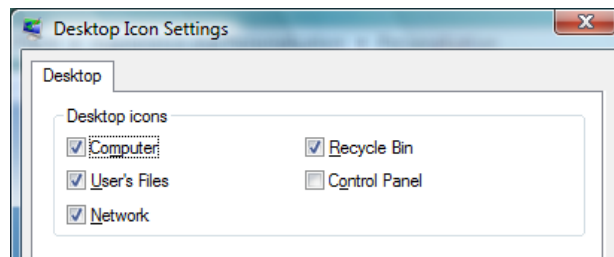 Desktop Icon Settings
Desktop
Desktop icons
Computer
Recycle Bin
User's Files
Control Panel
Network